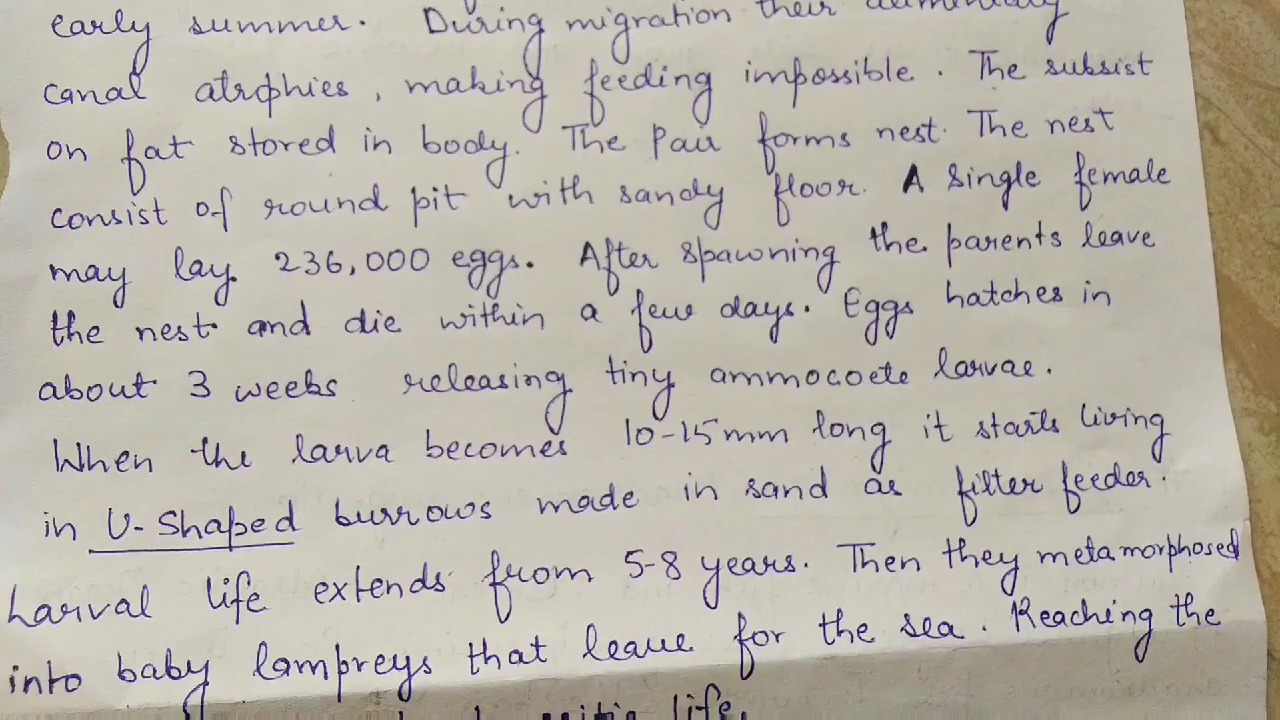 early summer. During migration their alimentary
canal atrophies, making feeding impossible. The subsist
on fat stored in body. The Pair forms nest. The nest
consist of round pit with sandy floor. A single female
may lay 236,000 eggs. After spawning the parents leave
the nest and die within a few days. Eggs hatches in
about 3 weeks releasing tiny ammocoete larvae.
When the larva becomes 10-15mm long it starts living
in U-Shaped burrows made in sand as filter feeder.
Larval life extends from 5-8 years. Then they metamorphosed
into baby lampreys that leave for the sea. Reaching the
life.